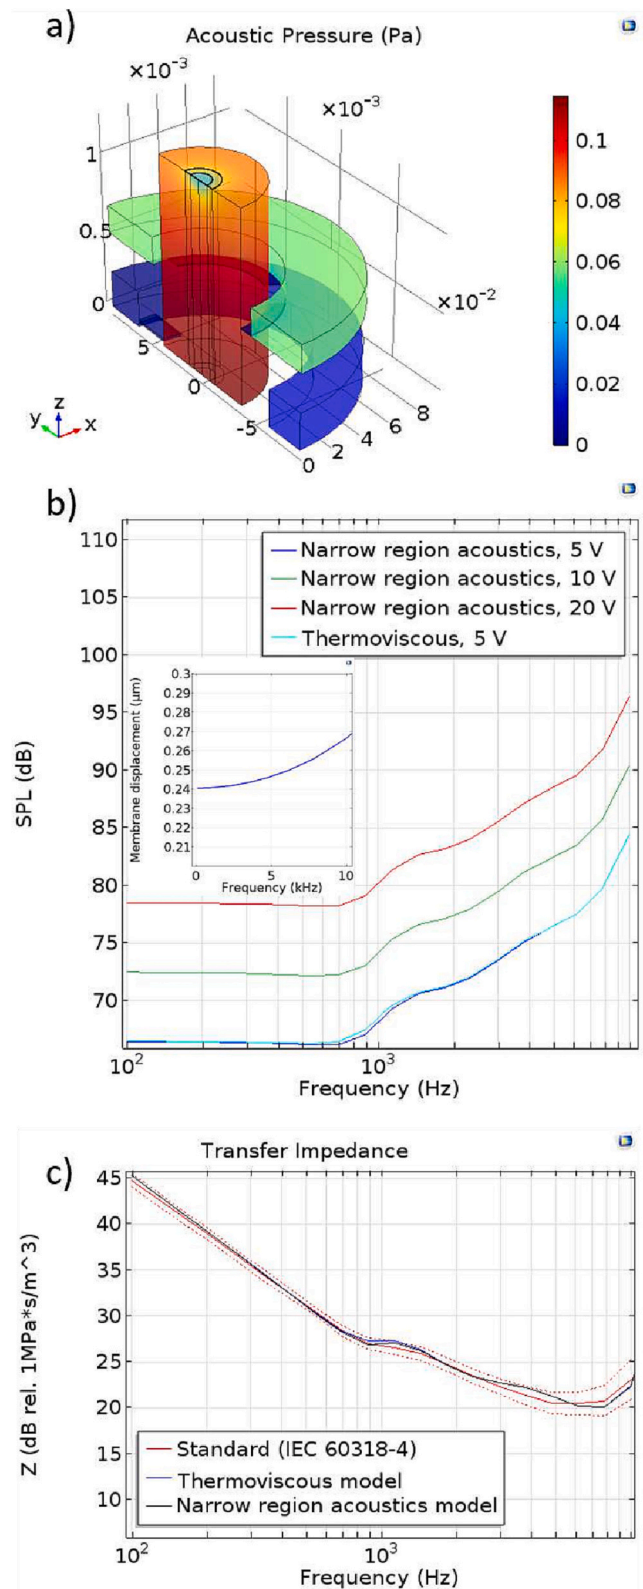 a)
Acoustic Pressure (Pa)
×10⁻³
×10⁻³
1
0.5
0
5
0
-5
0
2
4
6
8
×10⁻²
y z x
0.1
0.08
0.06
0.04
0.02
0
b)
110
105
100
95
90
85
80
75
70
SPL (dB)
Narrow region acoustics, 5 V
Narrow region acoustics, 10 V
Narrow region acoustics, 20 V
Thermoviscous, 5 V
Membrane displacement (μm)
0.3
0.29
0.28
0.27
0.26
0.25
0.24
0.23
0.22
0.21
0 5 10
Frequency (kHz)
10² 10³
Frequency (Hz)
c)
Transfer Impedance
45
40
35
30
25
20
15
10
Z (dB rel. 1MPa*s/m^3)
Standard (IEC 60318-4)
Thermoviscous model
Narrow region acoustics model
10² 10³
Frequency (Hz)